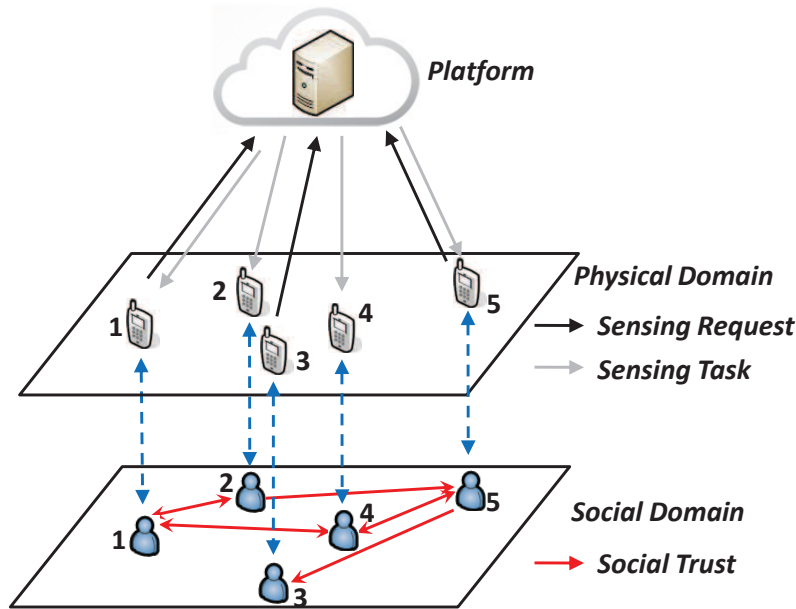 Platform
Physical Domain
2
5
1
4
3
Sensing Request
Sensing Task
2
5
4
1
3
Social Domain
Social Trust